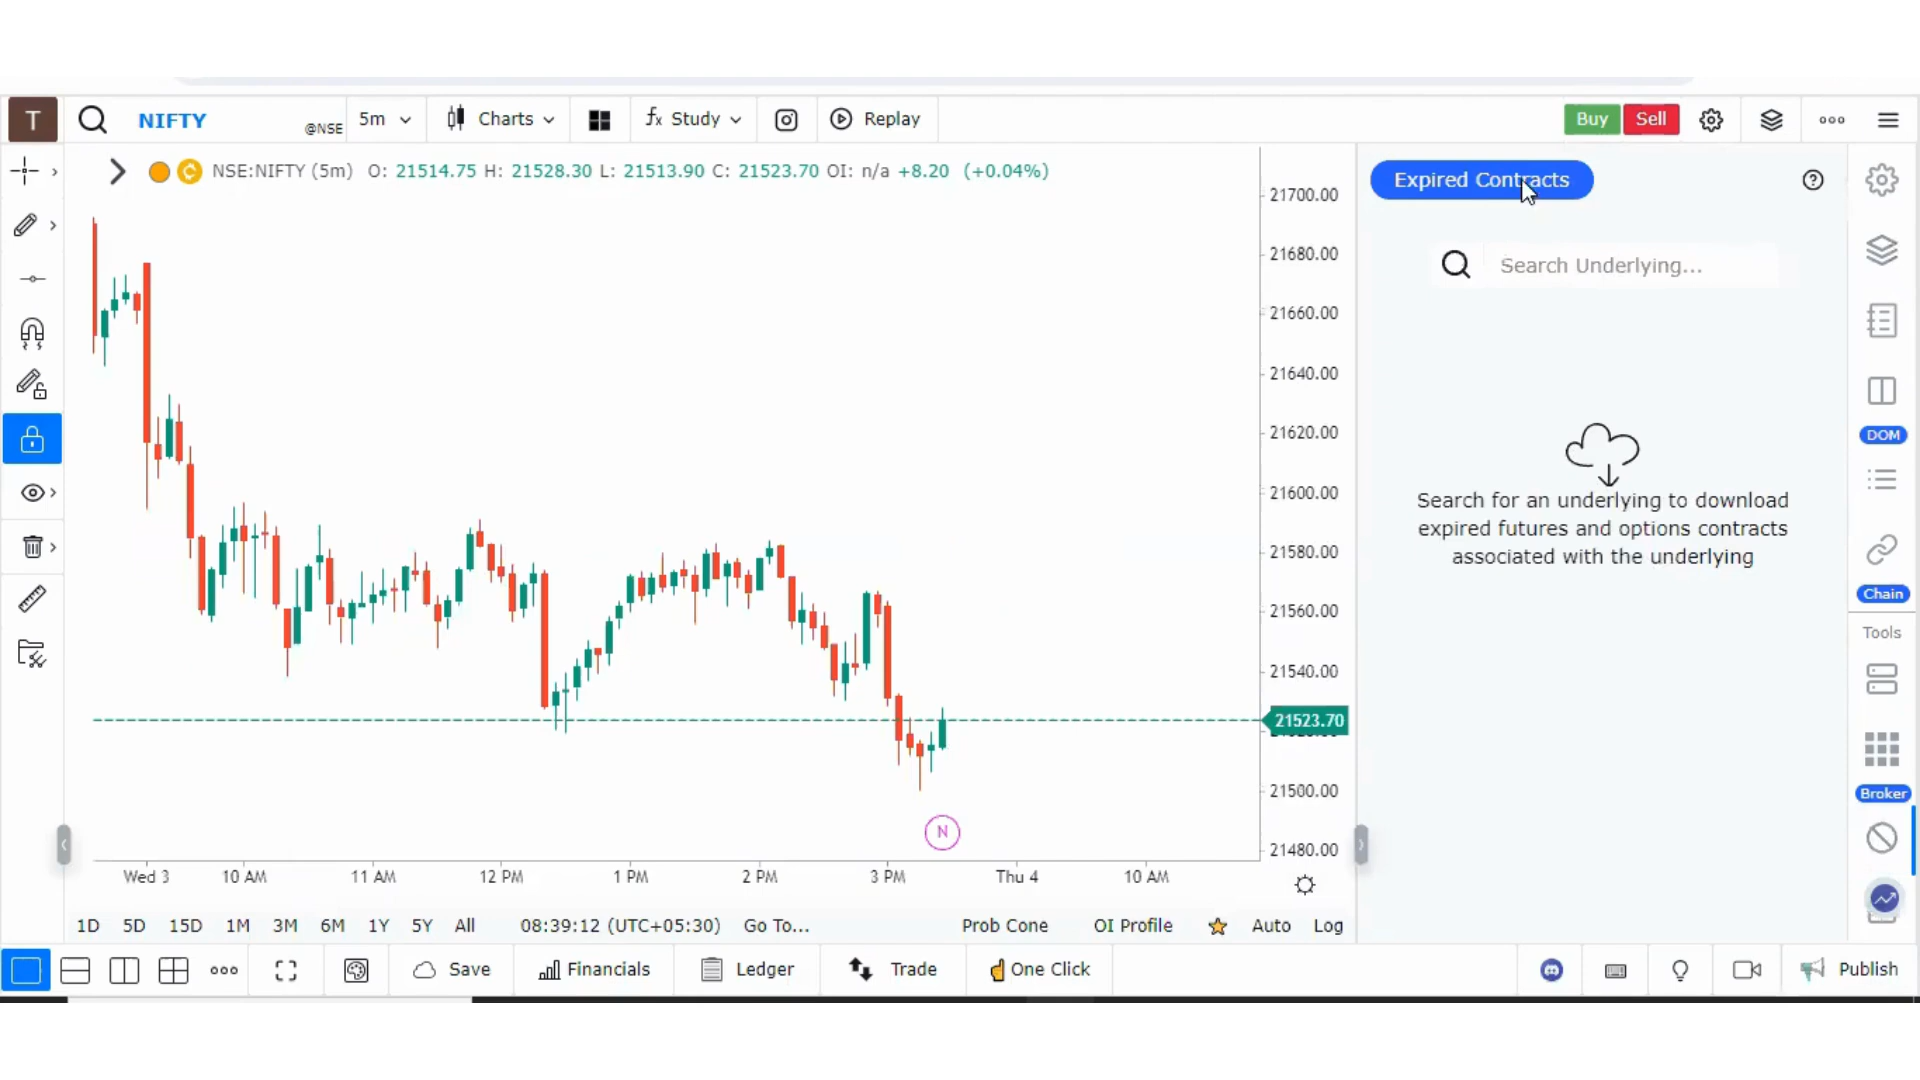 T
NIFTY
@NSE
5m
Charts
fx Study
Replay
Buy
Sell
NSE:NIFTY (5m) O: 21514.75 H: 21528.30 L: 21513.90 C: 21523.70 OI: n/a +8.20 (+0.04%)
21700.00
21680.00
21660.00
21640.00
21620.00
21600.00
21580.00
21560.00
21540.00
21523.70
21500.00
21480.00
N
Wed 3
10 AM
11 AM
12 PM
1 PM
2 PM
3 PM
Thu 4
10 AM
1D 5D 15D 1M 3M 6M 1Y 5Y All
08:39:12 (UTC+05:30)
Go To...
Prob Cone
OI Profile
Auto
Log
Save
Financials
Ledger
Trade
One Click
Publish
Expired Contracts
?
Search Underlying...
Search for an underlying to download
expired futures and options contracts
associated with the underlying
DOM
Chain
Tools
Broker